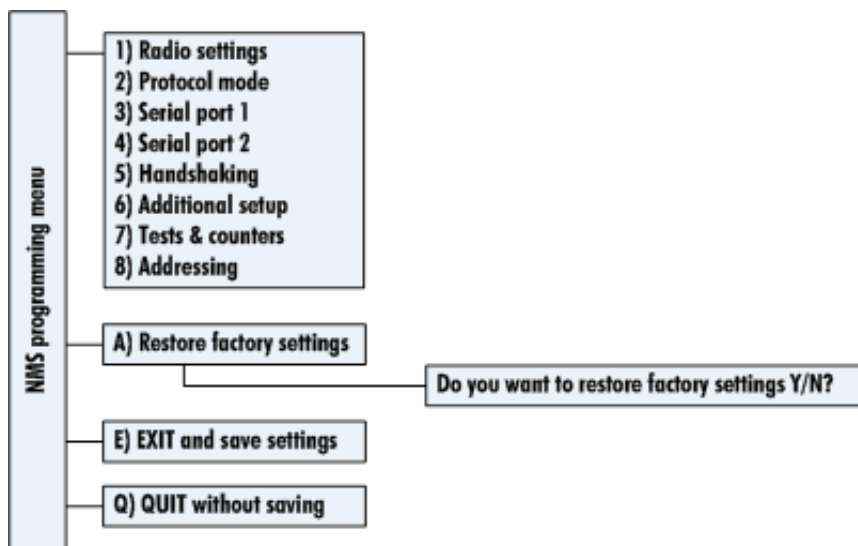 NMS programming menu
1) Radio settings
2) Protocol mode
3) Serial port 1
4) Serial port 2
5) Handshaking
6) Additional setup
7) Tests & counters
8) Addressing
A) Restore factory settings
Do you want to restore factory settings Y/N?
E) EXIT and save settings
Q) QUIT without saving